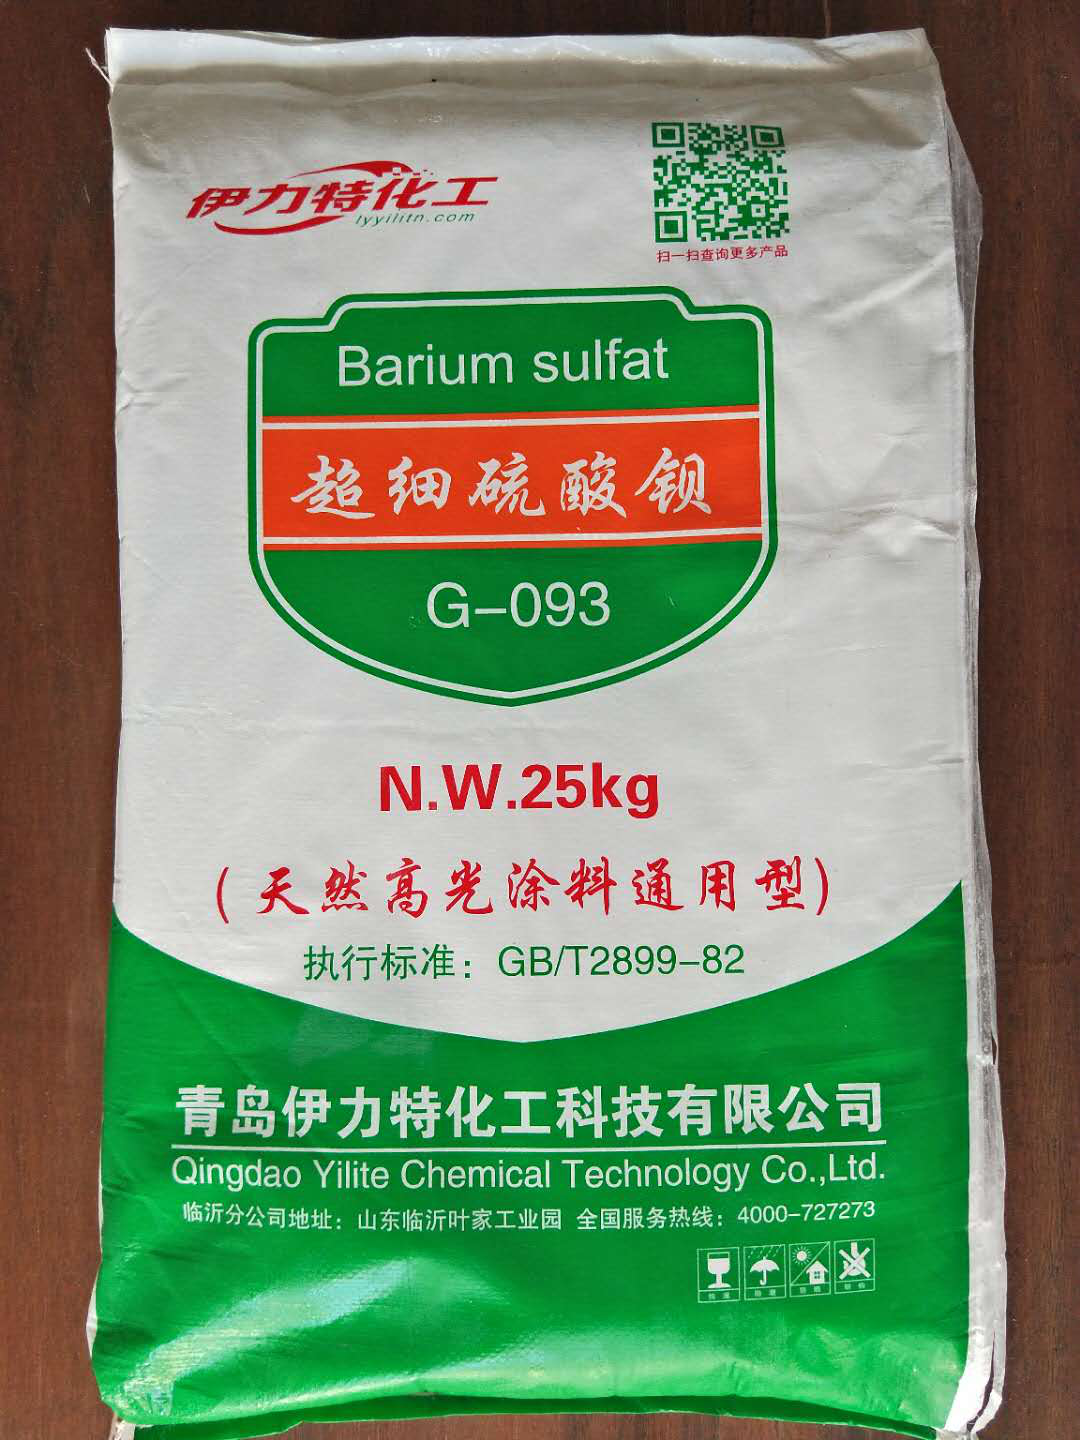 伊力特化工
lyyilitn.com
扫一扫查询更多产品
Barium sulfat
超细硫酸钡
G-093
N.W.25kg
(天然高光涂料通用型)
执行标准：GB/T2899-82
青岛伊力特化工科技有限公司
Qingdao Yilite Chemical Technology Co.,Ltd.
临沂分公司地址：山东临沂叶家工业园 全国服务热线：4000-727273